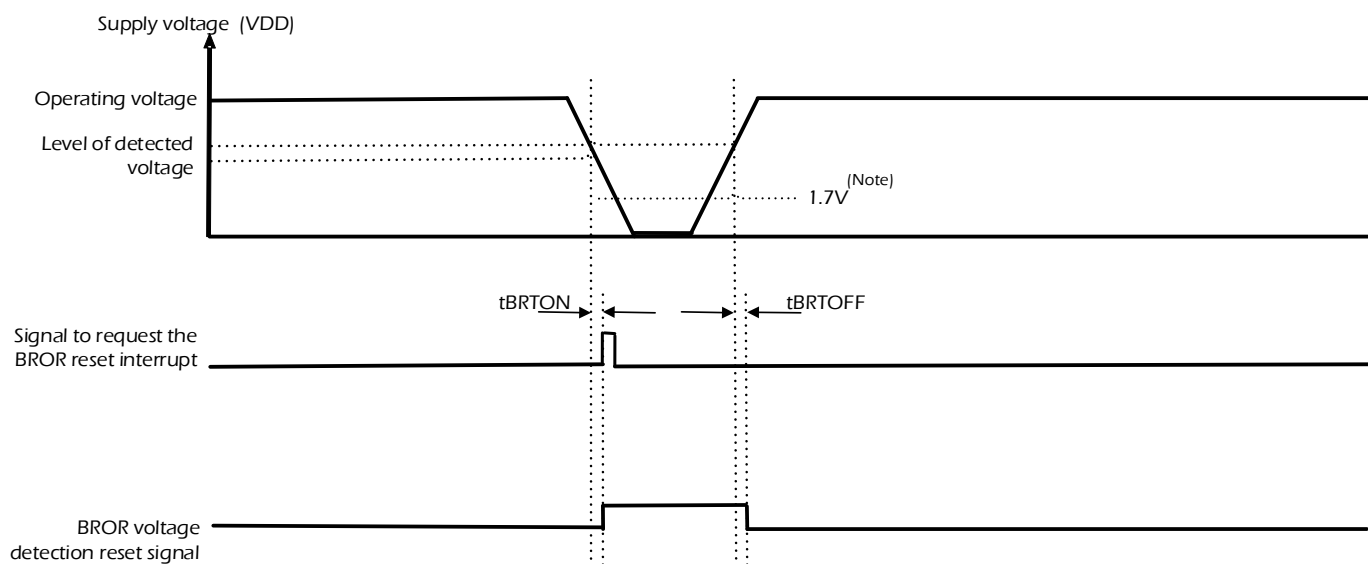 Supply voltage (VDD)
Operating voltage
Level of detected
voltage
1.7V(Note)
tBRTON
tBRTOFF
Signal to request the
BROR reset interrupt
BROR voltage
detection reset signal